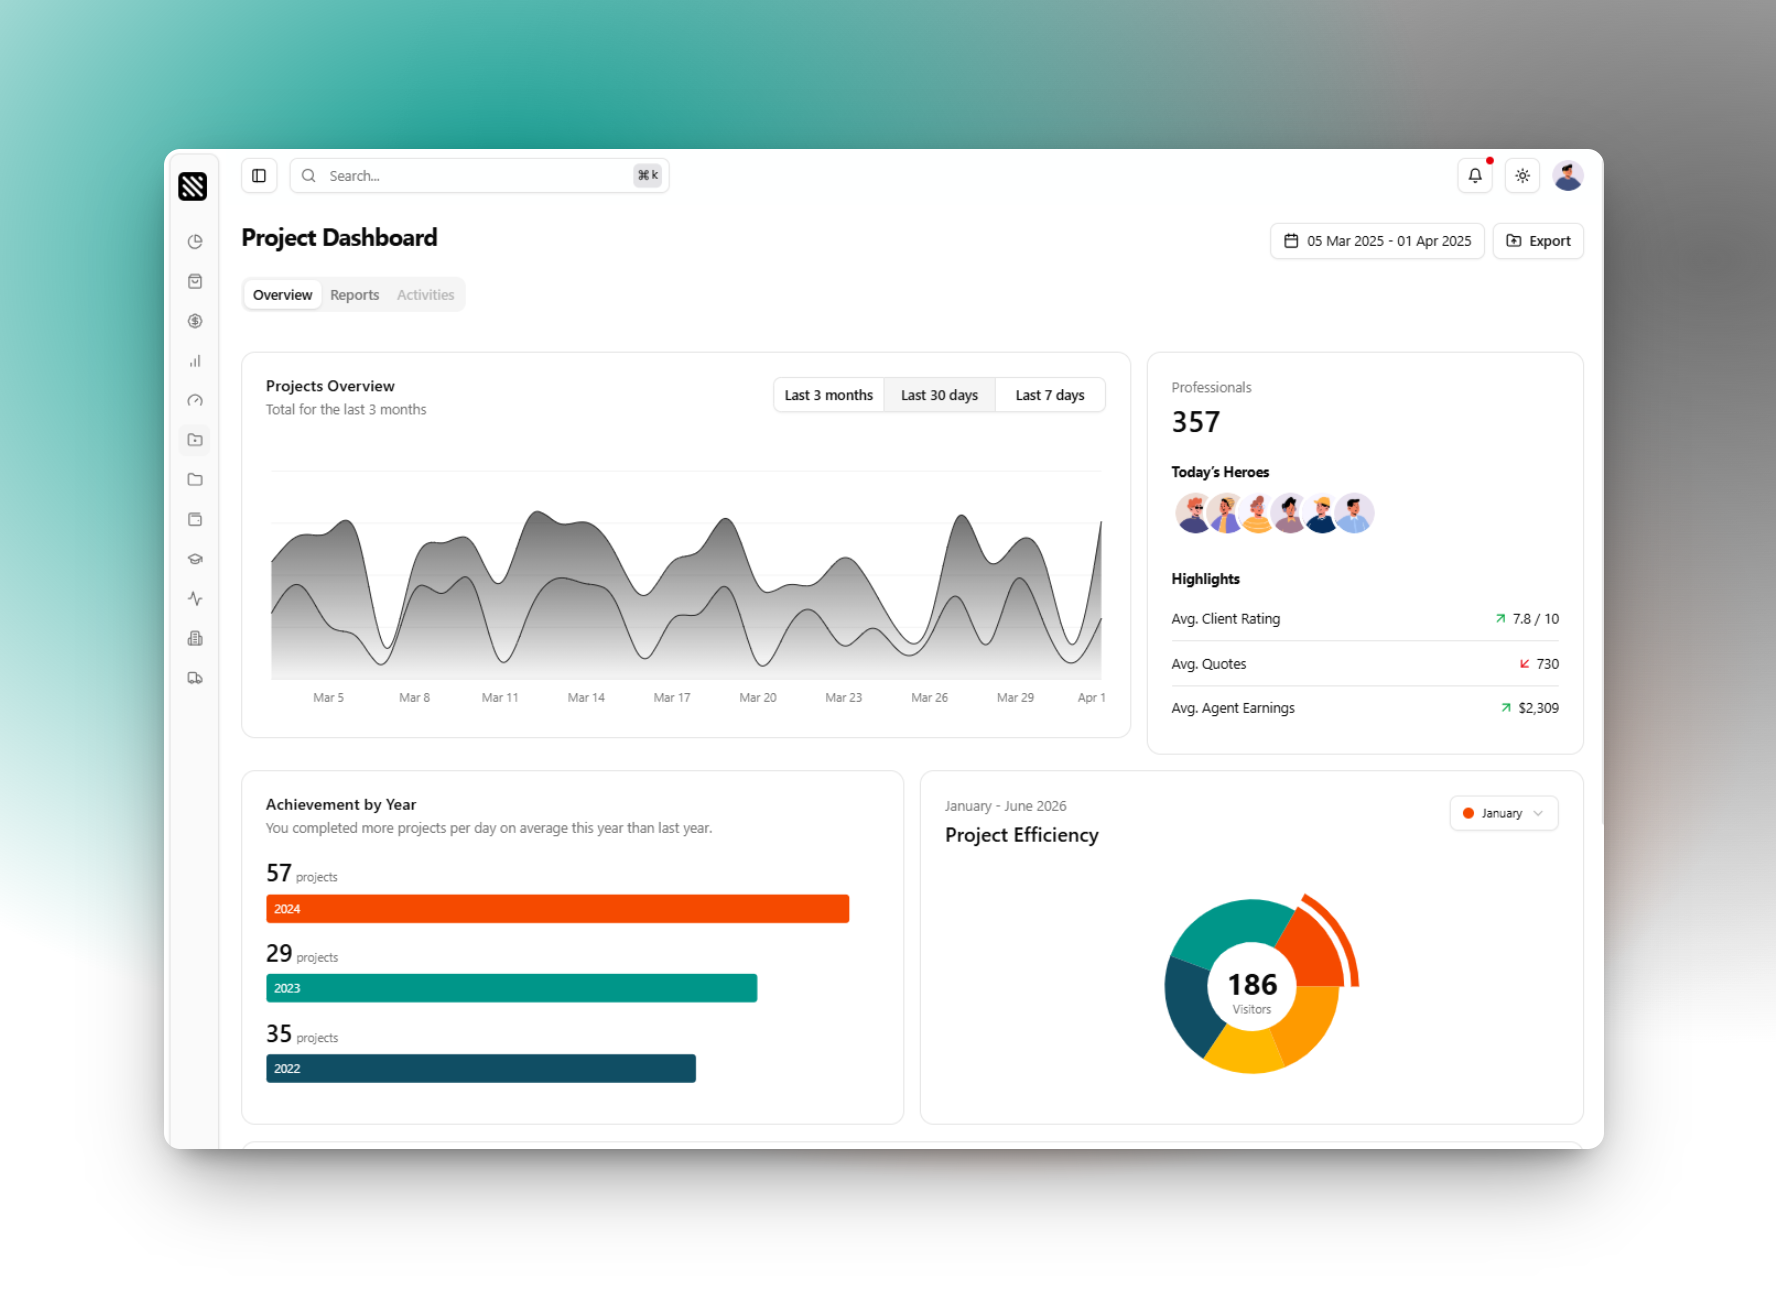 Search...
⌘ k
Project Dashboard
05 Mar 2025 - 01 Apr 2025
Export
Overview
Reports
Activities
Projects Overview
Total for the last 3 months
Last 3 months
Last 30 days
Last 7 days
Mar 5
Mar 8
Mar 11
Mar 14
Mar 17
Mar 20
Mar 23
Mar 26
Mar 29
Apr 1
Professionals
357
Today’s Heroes
Highlights
Avg. Client Rating
7.8 / 10
Avg. Quotes
730
Avg. Agent Earnings
$2,309
Achievement by Year
You completed more projects per day on average this year than last year.
57 projects
2024
29 projects
2023
35 projects
2022
January - June 2026
Project Efficiency
January
186
Visitors